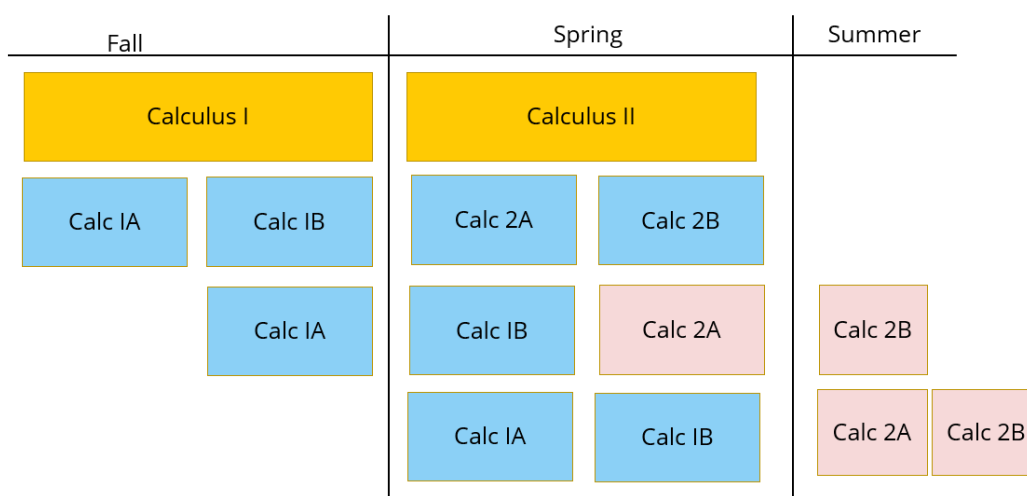 Fall
Spring
Summer
Calculus I
Calculus II
Calc IA
Calc IB
Calc 2A
Calc 2B
Calc IA
Calc IB
Calc 2A
Calc 2B
Calc IA
Calc IB
Calc 2A
Calc 2B